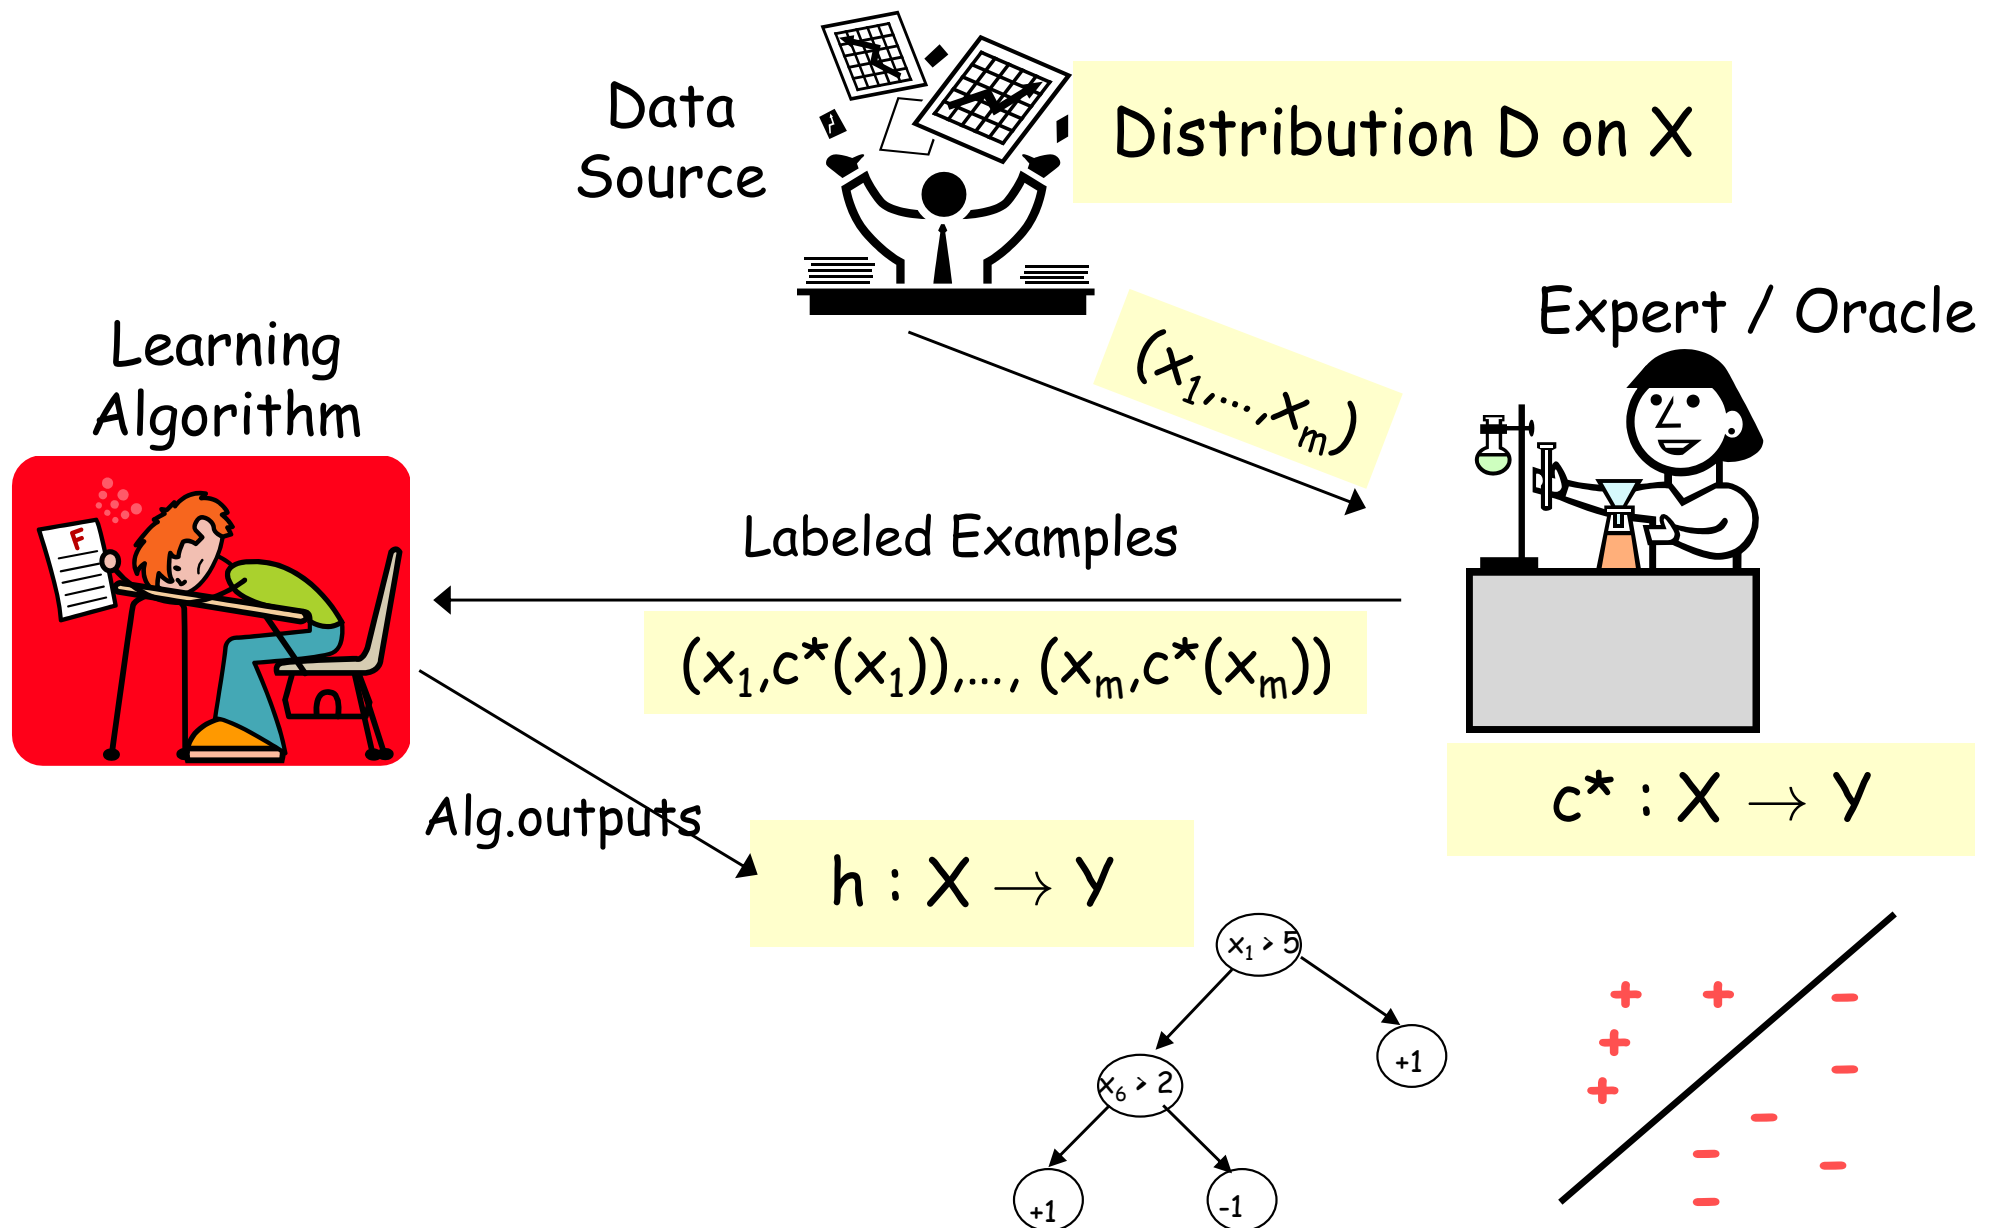 Data
Source
Distribution D on X
Expert / Oracle
(x₁,...,xₘ)
Learning
Algorithm
F
Labeled Examples
(x₁,c*(x₁)),..., (xₘ,c*(xₘ))
c* : X → Y
Alg.outputs
h : X → Y
x₁ > 5
+1
x₆ > 2
+1
-1
+ + −
+
−
+
−
−
−
−